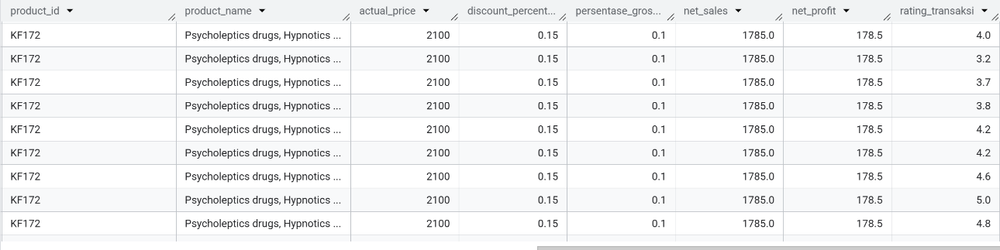 product_id product_name actual_price discount_percent... persentase_gros... net_sales net_profit rating_transaksi
KF172 Psycholeptics drugs, Hypnotics ... 2100 0.15 0.1 1785.0 178.5 4.0
KF172 Psycholeptics drugs, Hypnotics ... 2100 0.15 0.1 1785.0 178.5 3.2
KF172 Psycholeptics drugs, Hypnotics ... 2100 0.15 0.1 1785.0 178.5 3.7
KF172 Psycholeptics drugs, Hypnotics ... 2100 0.15 0.1 1785.0 178.5 3.8
KF172 Psycholeptics drugs, Hypnotics ... 2100 0.15 0.1 1785.0 178.5 4.2
KF172 Psycholeptics drugs, Hypnotics ... 2100 0.15 0.1 1785.0 178.5 4.2
KF172 Psycholeptics drugs, Hypnotics ... 2100 0.15 0.1 1785.0 178.5 4.6
KF172 Psycholeptics drugs, Hypnotics ... 2100 0.15 0.1 1785.0 178.5 5.0
KF172 Psycholeptics drugs, Hypnotics ... 2100 0.15 0.1 1785.0 178.5 4.8